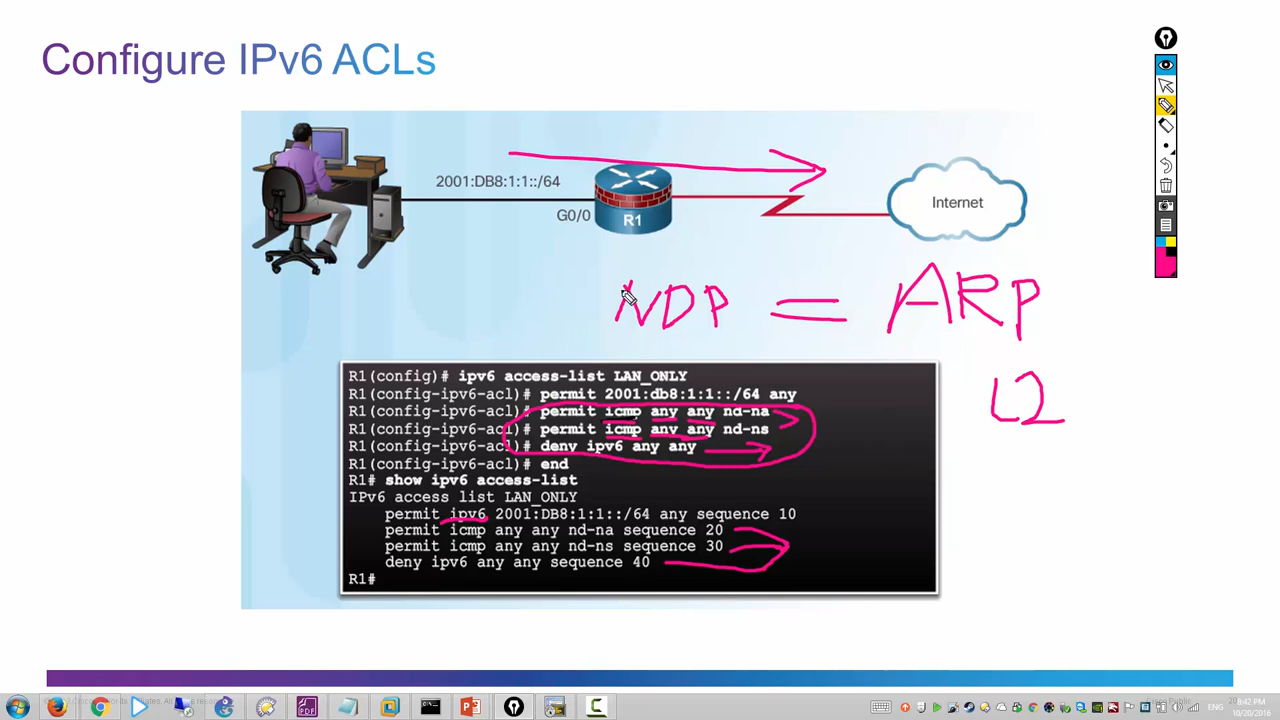 Configure IPv6 ACLs
2001:DB8:1:1::/64
G0/0
R1
Internet
NDP = ARP
L2
R1(config)# ipv6 access-list LAN_ONLY
R1(config-ipv6-acl)# permit 2001:db8:1:1::/64 any
R1(config-ipv6-acl)# permit icmp any any nd-na
R1(config-ipv6-acl)# permit icmp any any nd-ns
R1(config-ipv6-acl)# deny ipv6 any any
R1(config-ipv6-acl)# end
R1# show ipv6 access-list
IPv6 access list LAN_ONLY
permit ipv6 2001:DB8:1:1::/64 any sequence 10
permit icmp any any nd-na sequence 20
permit icmp any any nd-ns sequence 30
deny ipv6 any any sequence 40
R1#
PDF
ENG
10/20/2016